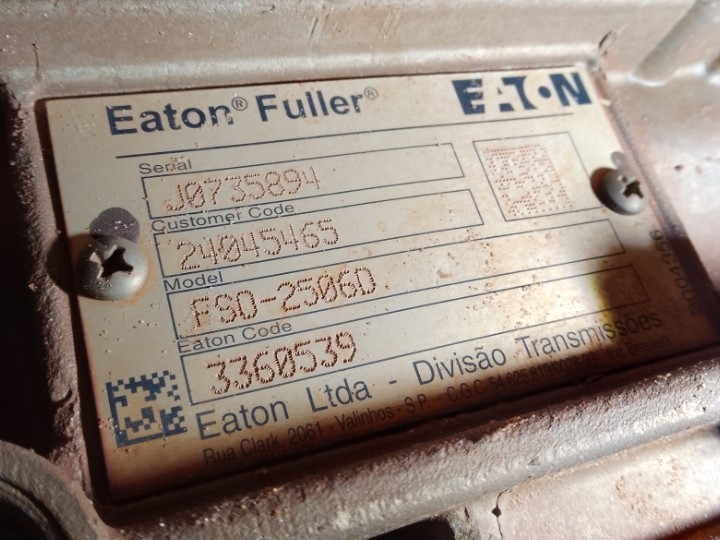 Eaton® Fuller®
EATON
Serial
J0735894
Customer Code
24045465
Model
FSO-2506D
Eaton Code
3360539
Eaton Ltda - Divisão Transmissões
Rua Clark, 2061 - Valinhos - S.P. - C.G.C.